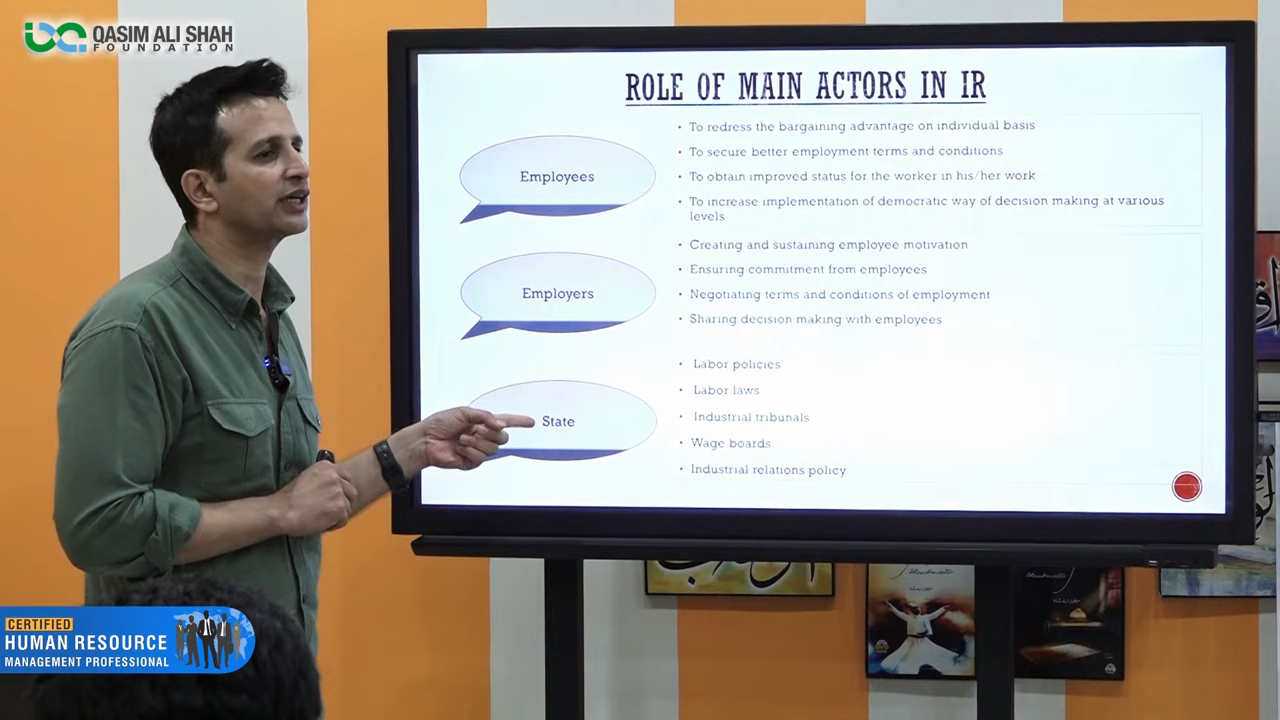 QASIM ALI SHAH
FOUNDATION
ROLE OF MAIN ACTORS IN IR
Employees
• To redress the bargaining advantage on individual basis
• To secure better employment terms and conditions
• To obtain improved status for the worker in his/her work
• To increase implementation of democratic way of decision making at various
levels
Employers
• Creating and sustaining employee motivation
• Ensuring commitment from employees
• Negotiating terms and conditions of employment
• Sharing decision making with employees
State
• Labor policies
• Labor laws
• Industrial tribunals
• Wage boards
• Industrial relations policy
CERTIFIED
HUMAN RESOURCE
MANAGEMENT PROFESSIONAL